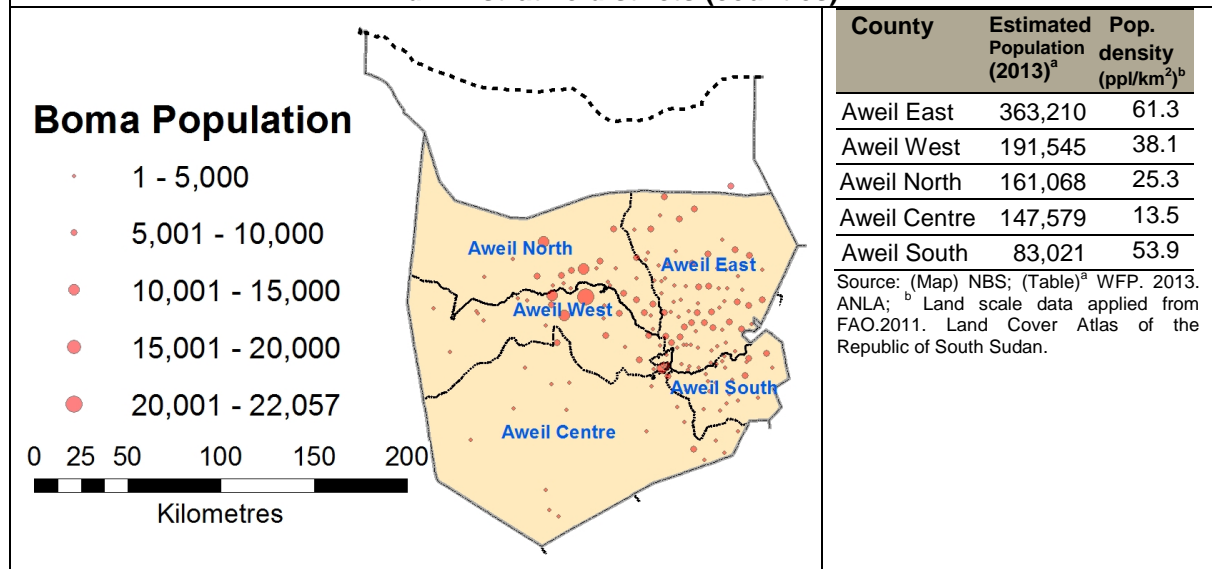 Boma Population
1 - 5,000
5,001 - 10,000
10,001 - 15,000
15,001 - 20,000
20,001 - 22,057
0 25 50 100 150 200
Kilometres
Aweil North
Aweil East
Aweil West
Aweil South
Aweil Centre
County Estimated Population (2013)a Pop. density (ppl/km2)b
Aweil East 363,210 61.3
Aweil West 191,545 38.1
Aweil North 161,068 25.3
Aweil Centre 147,579 13.5
Aweil South 83,021 53.9
Source: (Map) NBS; (Table)a WFP. 2013.
ANLA; b Land scale data applied from
FAO.2011. Land Cover Atlas of the
Republic of South Sudan.